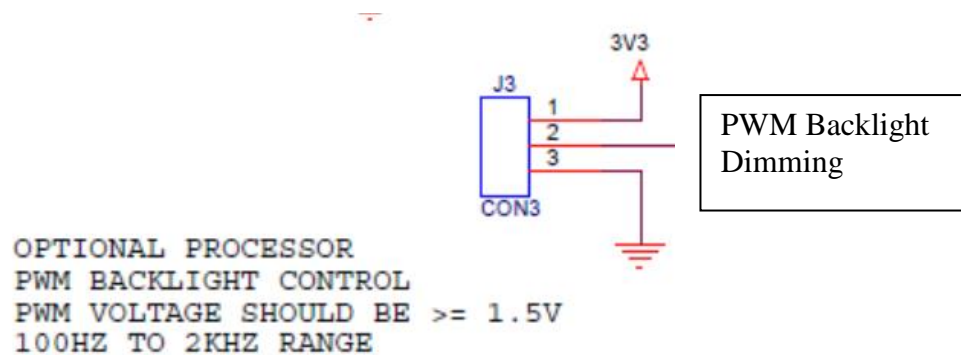 3V3
J3
1
2
3
CON3
PWM Backlight
Dimming
OPTIONAL PROCESSOR
PWM BACKLIGHT CONTROL
PWM VOLTAGE SHOULD BE >= 1.5V
100HZ TO 2KHZ RANGE